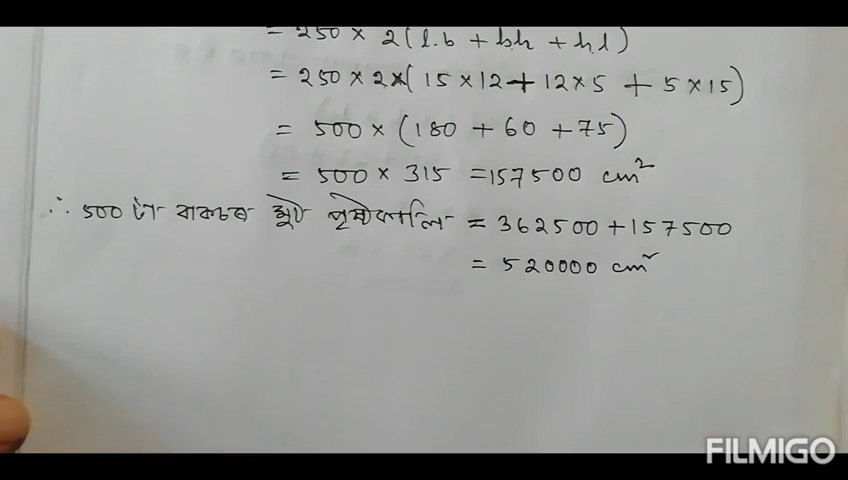 = 250 × 2(l.b + bh + hl)
= 250 × 2×(15×12+12×5 + 5×15)
= 500 × (180 + 60 + 75)
= 500 × 315 =157500 cm²
∴ 500 টা বাকচৰ মুঠ পৃষ্ঠকালি = 362500+157500
= 520000 cm²
FILMIGO